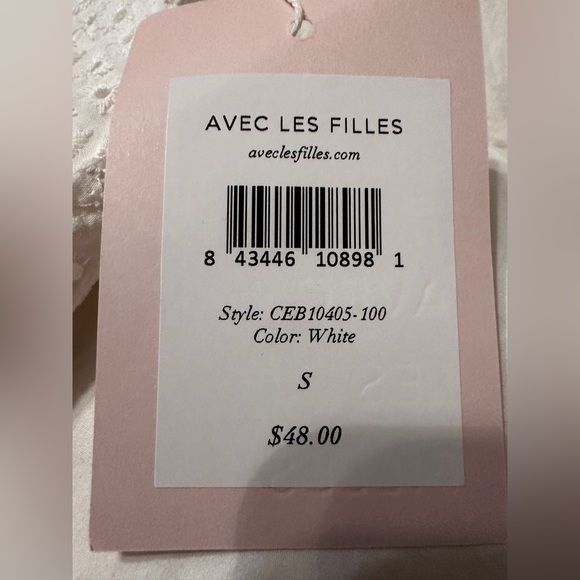 AVEC LES FILLES
aveclesfilles.com
8 43446 10898 1
Style: CEB10405-100
Color: White
S
$48.00